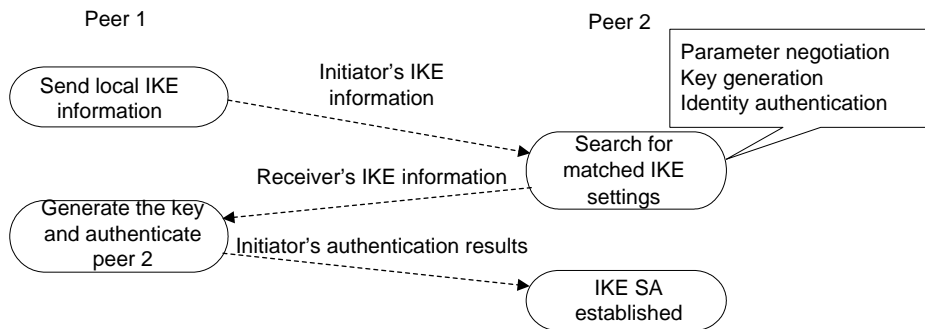 Peer 1
Peer 2
Parameter negotiation
Key generation
Identity authentication
Send local IKE
information
Initiator's IKE
information
Search for
matched IKE
settings
Receiver's IKE information
Generate the key
and authenticate
peer 2
Initiator's authentication results
IKE SA
established